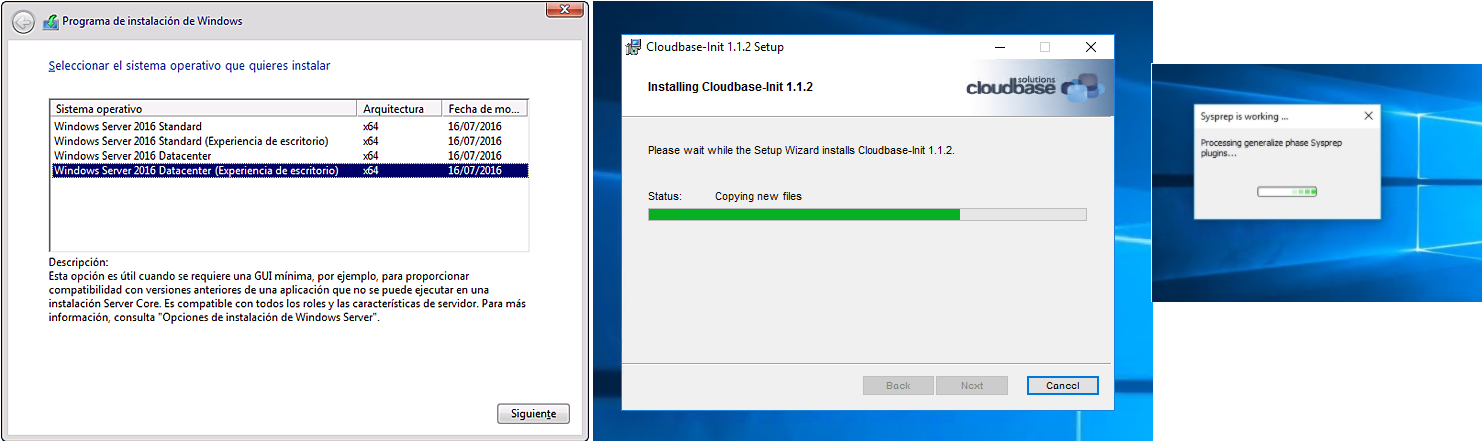 Programa de instalación de Windows
Seleccionar el sistema operativo que quieres instalar
Sistema operativo Arquitectura Fecha de mo...
Windows Server 2016 Standard x64 16/07/2016
Windows Server 2016 Standard (Experiencia de escritorio) x64 16/07/2016
Windows Server 2016 Datacenter x64 16/07/2016
Windows Server 2016 Datacenter (Experiencia de escritorio) x64 16/07/2016
Descripción:
Esta opción es útil cuando se requiere una GUI mínima, por ejemplo, para proporcionar
compatibilidad con versiones anteriores de una aplicación que no se puede ejecutar en una
instalación Server Core. Es compatible con todos los roles y las características de servidor. Para más
información, consulta "Opciones de instalación de Windows Server".
Siguiente
Cloudbase-Init 1.1.2 Setup
Installing Cloudbase-Init 1.1.2
cloudbase solutions
Please wait while the Setup Wizard installs Cloudbase-Init 1.1.2.
Status: Copying new files
Back Next Cancel
Sysprep is working ...
Processing generalize phase Sysprep
plugins...